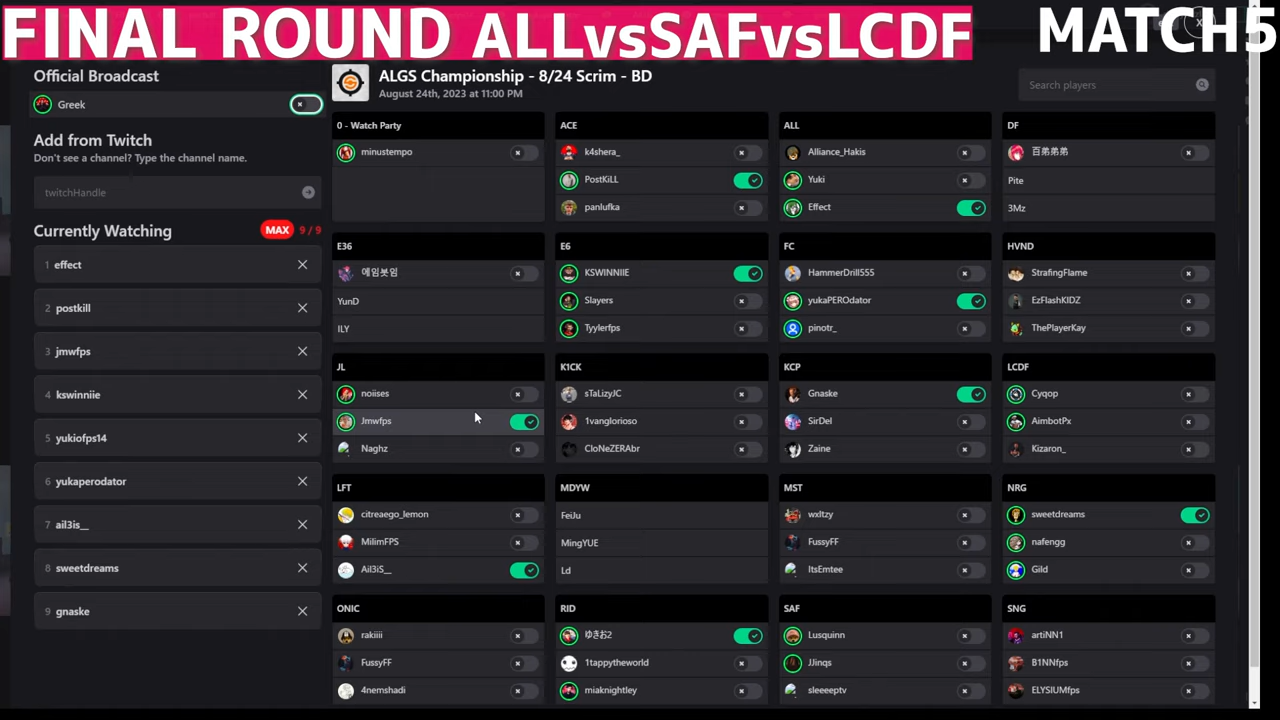 FINAL ROUND ALLvsSAFvsLCDF
MATCH5
Official Broadcast
Greek
Add from Twitch
Don't see a channel? Type the channel name.
twitchHandle
Currently Watching
MAX 9 / 9
1 effect
2 postkill
3 jmwfps
4 kswinniie
5 yukiofps14
6 yukaperodator
7 ail3is__
8 sweetdreams
9 gnaske
ALGS Championship - 8/24 Scrim - BD
August 24th, 2023 at 11:00 PM
Search players
0 - Watch Party
minustempo
ACE
k4shera_
PostKiLL
panlufka
ALL
Alliance_Hakis
Yuki
Effect
DF
百弟弟弟
Pite
3Mz
E36
에임봇임
YunD
ILY
E6
KSWINNIIE
Slayers
Tyylerfps
FC
HammerDrill555
yukaPEROdator
pinotr_
HVND
StrafingFlame
EzFlashKIDZ
ThePlayerKay
JL
noiises
Jmwfps
Naghz
K1CK
sTaLizyJC
1vanglorioso
CloNeZERAbr
KCP
Gnaske
SirDel
Zaine
LCDF
Cyqop
AimbotPx
Kizaron_
LFT
citreaego_lemon
MilimFPS
Ail3iS__
MDYW
FeiJu
MingYUE
Ld
MST
wxltzy
FussyFF
ItsEmtee
NRG
sweetdreams
nafengg
Gild
ONIC
rakiiii
FussyFF
4nemshadi
RID
ゆきお2
1tappytheworld
miaknightley
SAF
Lusquinn
JJinqs
sleeeeptv
SNG
artiNN1
B1NNfps
ELYSIUMfps